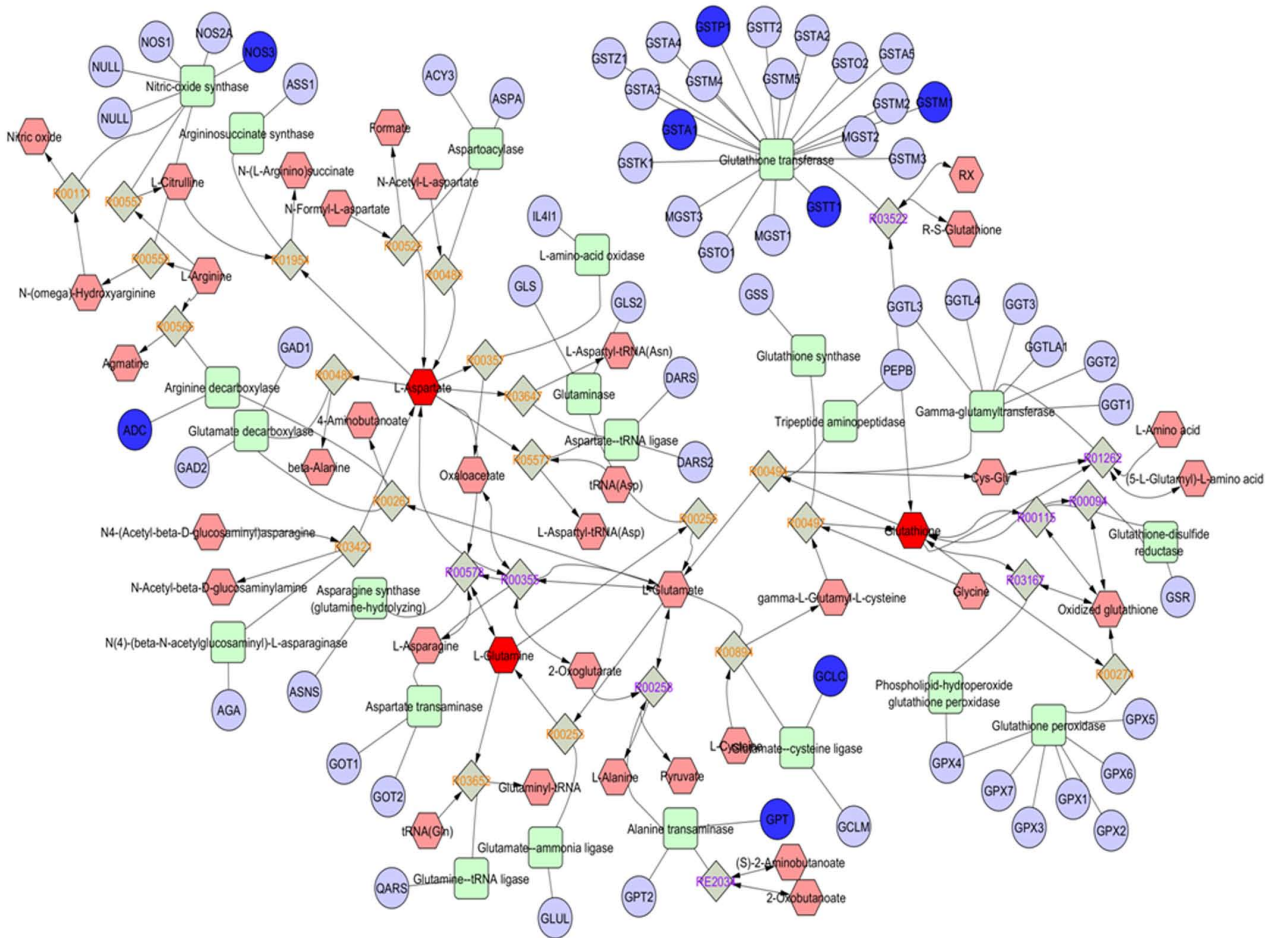 NOS1
NOS2A
NOS3
NULL
Nitric-oxide synthase
ASS1
NULL
Argininosuccinate synthase
ACY3
ASPA
Aspartoacylase
Formate
Nitric oxide
N-(L-Arginino)succinate
N-Acetyl-L-aspartate
L-Citrulline
R00111
R00557
N-Formyl-L-aspartate
R00526
R00488
R00558
R01954
L-Arginine
N-(omega)-Hydroxyarginine
R00566
Agmatine
IL4I1
L-amino-acid oxidase
GLS
GLS2
GSTP1
GSTT2
GSTA2
GSTA4
GSTZ1
GSTO2
GSTA5
GSTM4
GSTM5
GSTA3
GSTM2
GSTM1
GSTA1
MGST2
GSTK1
Glutathione transferase
GSTM3
RX
GSTT1
R03522
R-S-Glutathione
MGST3
MGST1
GSTO1
GSS
GGTL3
GGTL4
GGT3
Glutathione synthase
GGTLA1
GGT2
PEPB
GGT1
Gamma-glutamyltransferase
Tripeptide aminopeptidase
GAD1
Arginine decarboxylase
L-Aspartate
R00357
L-Aspartyl-tRNA(Asn)
R03647
Glutaminase
DARS
ADC
Glutamate decarboxylase
4-Aminobutanoate
GAD2
beta-Alanine
Aspartate--tRNA ligase
DARS2
R05577
Oxaloacetate
tRNA(Asp)
R00261
R00256
L-Aspartyl-tRNA(Asp)
N4-(Acetyl-beta-D-glucosaminyl)asparagine
R03421
N-Acetyl-beta-D-glucosaminylamine
Asparagine synthase
(glutamine-hydrolyzing)
R00578
R00355
L-Glutamate
N(4)-(beta-N-acetylglucosaminyl)-L-asparaginase
L-Asparagine
L-Glutamine
2-Oxoglutarate
R00258
AGA
ASNS
Aspartate transaminase
R00253
GOT1
GOT2
R03652
Glutaminyl-tRNA
L-Alanine
Pyruvate
tRNA(Gln)
Glutamate--ammonia ligase
QARS
Glutamine--tRNA ligase
GLUL
Alanine transaminase
GPT
GPT2
(S)-2-Aminobutanoate
2-Oxobutanoate
R00494
R00497
Cys-Gly
R01262
L-Amino acid
(5-L-Glutamyl)-L-amino acid
Glutathione
R00115
R00094
Glutathione-disulfide
reductase
R03167
Glycine
Oxidized glutathione
GSR
gamma-L-Glutamyl-L-cysteine
R00894
GCLC
R00274
Phospholipid-hydroperoxide
glutathione peroxidase
Glutathione peroxidase
GPX5
Glutamate--cysteine ligase
GPX4
GPX6
GPX7
GPX1
GPX3
GPX2
GCLM